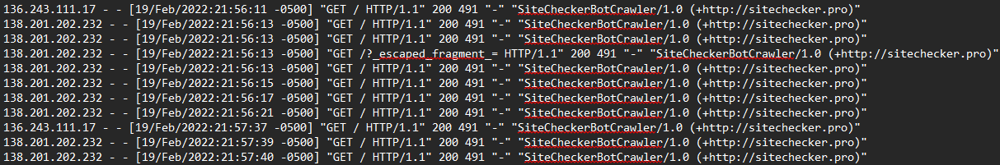 136.243.111.17 - - [19/Feb/2022:21:56:11 -0500] "GET / HTTP/1.1" 200 491 "-" "SiteCheckerBotCrawler/1.0 (+http://sitechecker.pro)"
138.201.202.232 - - [19/Feb/2022:21:56:13 -0500] "GET / HTTP/1.1" 200 491 "-" "SiteCheckerBotCrawler/1.0 (+http://sitechecker.pro)"
138.201.202.232 - - [19/Feb/2022:21:56:13 -0500] "GET / HTTP/1.1" 200 491 "-" "SiteCheckerBotCrawler/1.0 (+http://sitechecker.pro)"
138.201.202.232 - - [19/Feb/2022:21:56:13 -0500] "GET /?_escaped_fragment_= HTTP/1.1" 200 491 "-" "SiteCheckerBotCrawler/1.0 (+http://sitechecker.pro)"
138.201.202.232 - - [19/Feb/2022:21:56:13 -0500] "GET / HTTP/1.1" 200 491 "-" "SiteCheckerBotCrawler/1.0 (+http://sitechecker.pro)"
138.201.202.232 - - [19/Feb/2022:21:56:15 -0500] "GET / HTTP/1.1" 200 491 "-" "SiteCheckerBotCrawler/1.0 (+http://sitechecker.pro)"
138.201.202.232 - - [19/Feb/2022:21:56:17 -0500] "GET / HTTP/1.1" 200 491 "-" "SiteCheckerBotCrawler/1.0 (+http://sitechecker.pro)"
138.201.202.232 - - [19/Feb/2022:21:56:21 -0500] "GET / HTTP/1.1" 200 491 "-" "SiteCheckerBotCrawler/1.0 (+http://sitechecker.pro)"
136.243.111.17 - - [19/Feb/2022:21:57:37 -0500] "GET / HTTP/1.1" 200 491 "-" "SiteCheckerBotCrawler/1.0 (+http://sitechecker.pro)"
138.201.202.232 - - [19/Feb/2022:21:57:39 -0500] "GET / HTTP/1.1" 200 491 "-" "SiteCheckerBotCrawler/1.0 (+http://sitechecker.pro)"
138.201.202.232 - - [19/Feb/2022:21:57:40 -0500] "GET / HTTP/1.1" 200 491 "-" "SiteCheckerBotCrawler/1.0 (+http://sitechecker.pro)"